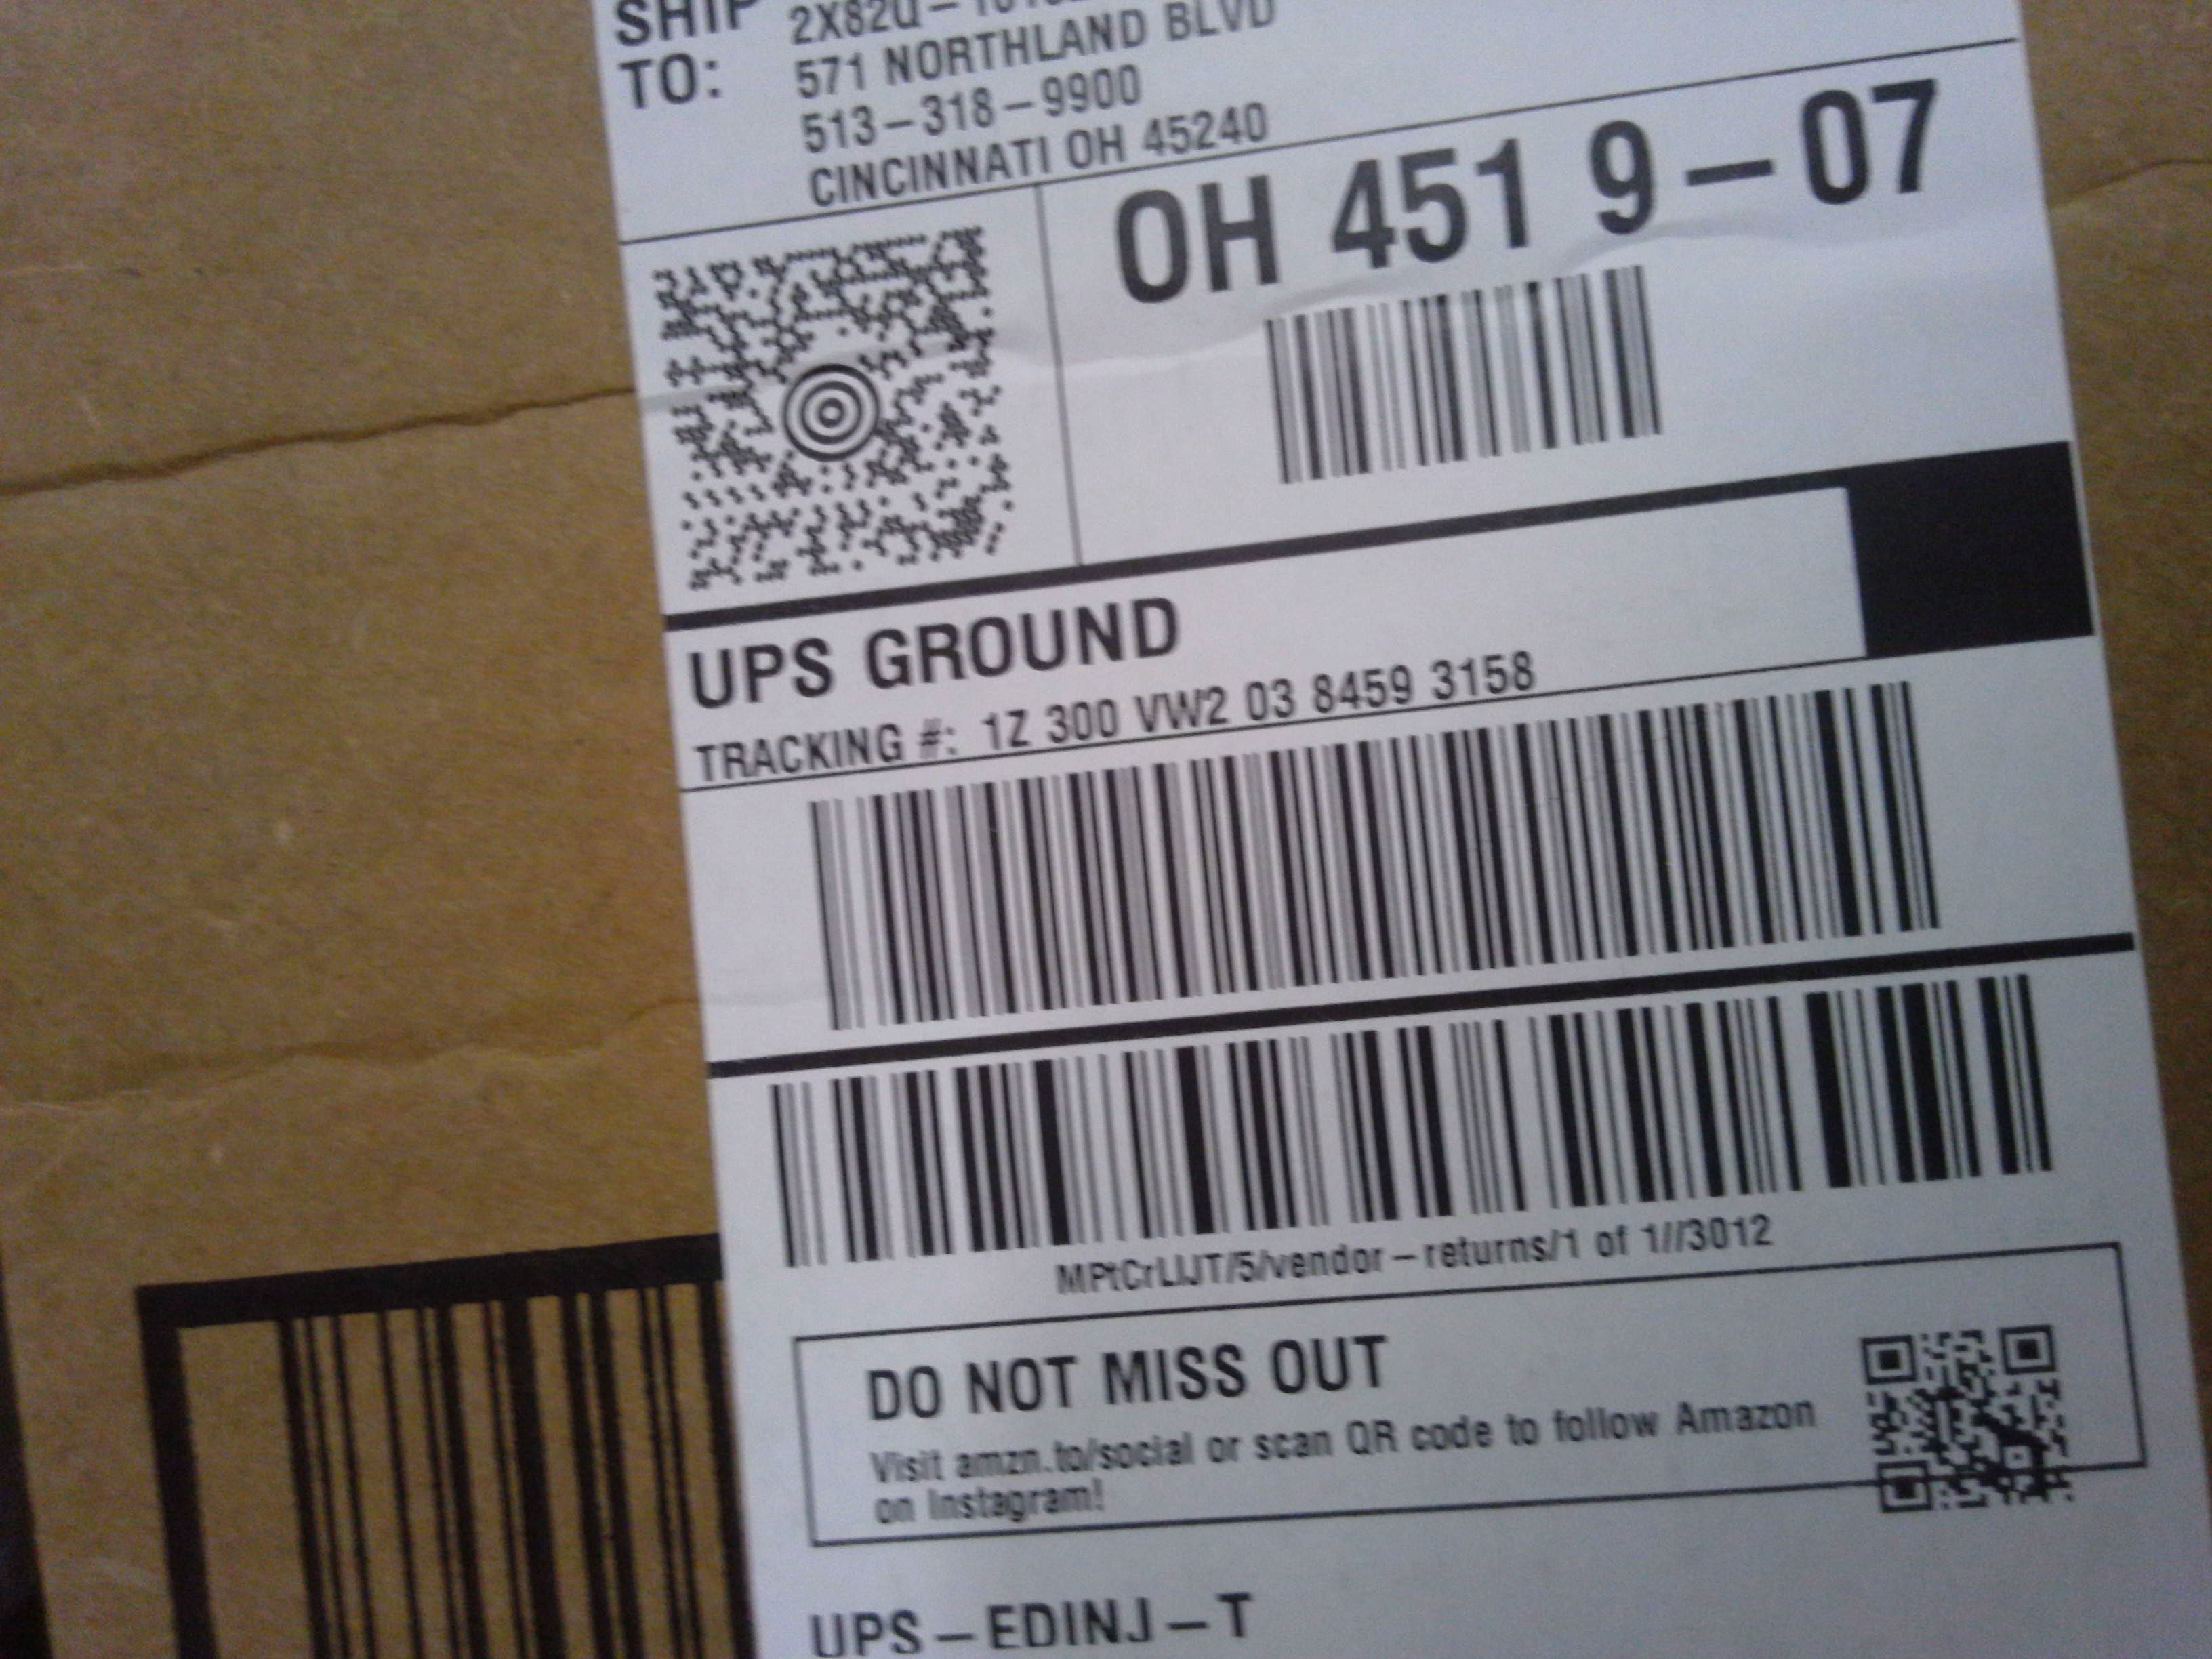 SHIP
TO:
571 NORTHLAND BLVD
513-318-9900
CINCINNATI OH 45240
OH 451 9-07
UPS GROUND
TRACKING #: 1Z 300 VW2 03 8459 3158
MPtCrLlJT/5/vendor-returns/1 of 1//3012
DO NOT MISS OUT
Visit amzn.to/social or scan QR code to follow Amazon
on Instagram!
UPS-EDINJ-T